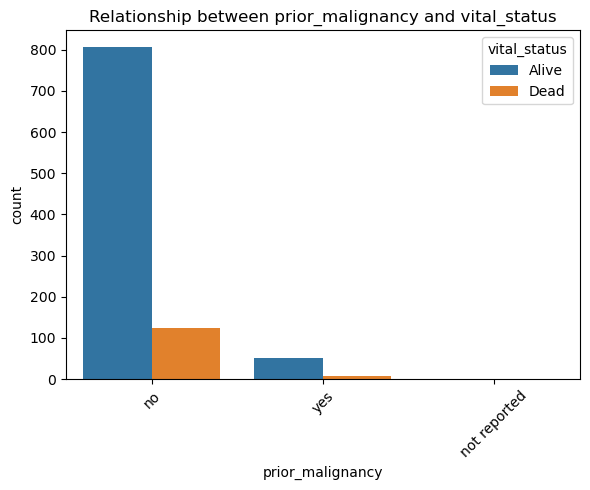 Relationship between prior_malignancy and vital_status
vital_status
Alive
Dead
count
800
700
600
500
400
300
200
100
0
no
yes
not reported
prior_malignancy